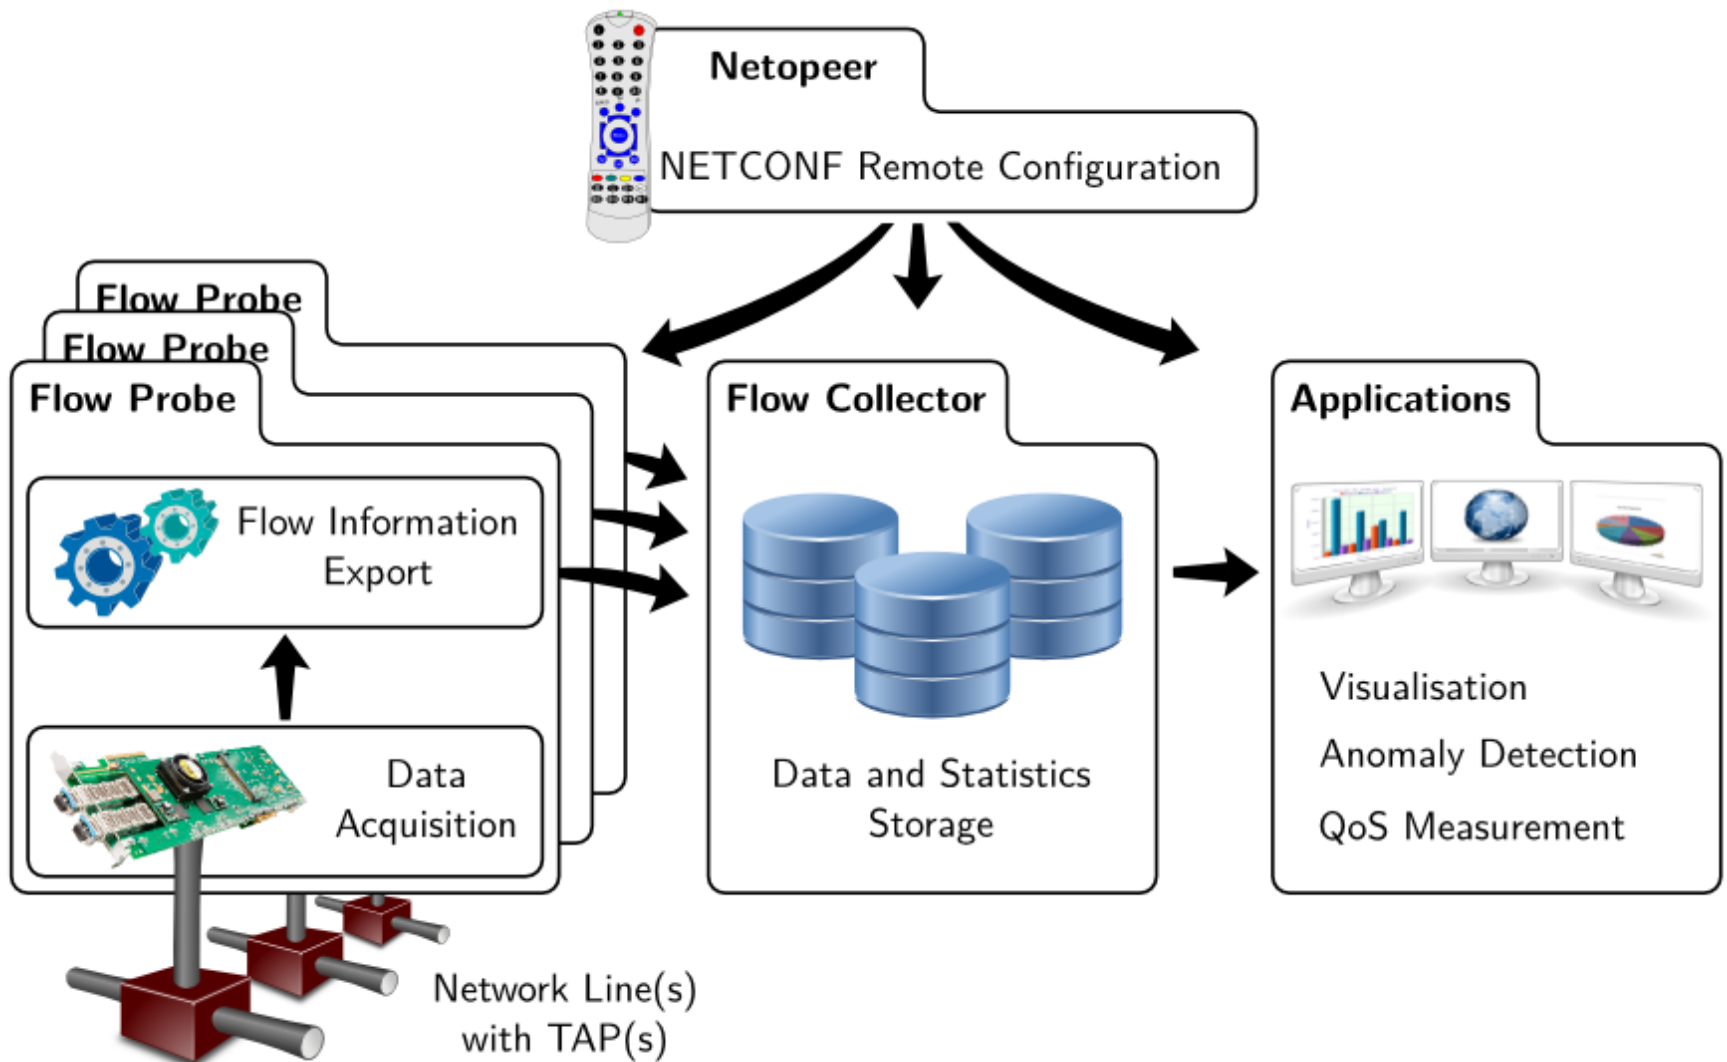 Netopeer
NETCONF Remote Configuration
Flow Probe
Flow Probe
Flow Probe
Flow Information
Export
Data
Acquisition
Network Line(s)
with TAP(s)
Flow Collector
Data and Statistics
Storage
Applications
Visualisation
Anomaly Detection
QoS Measurement